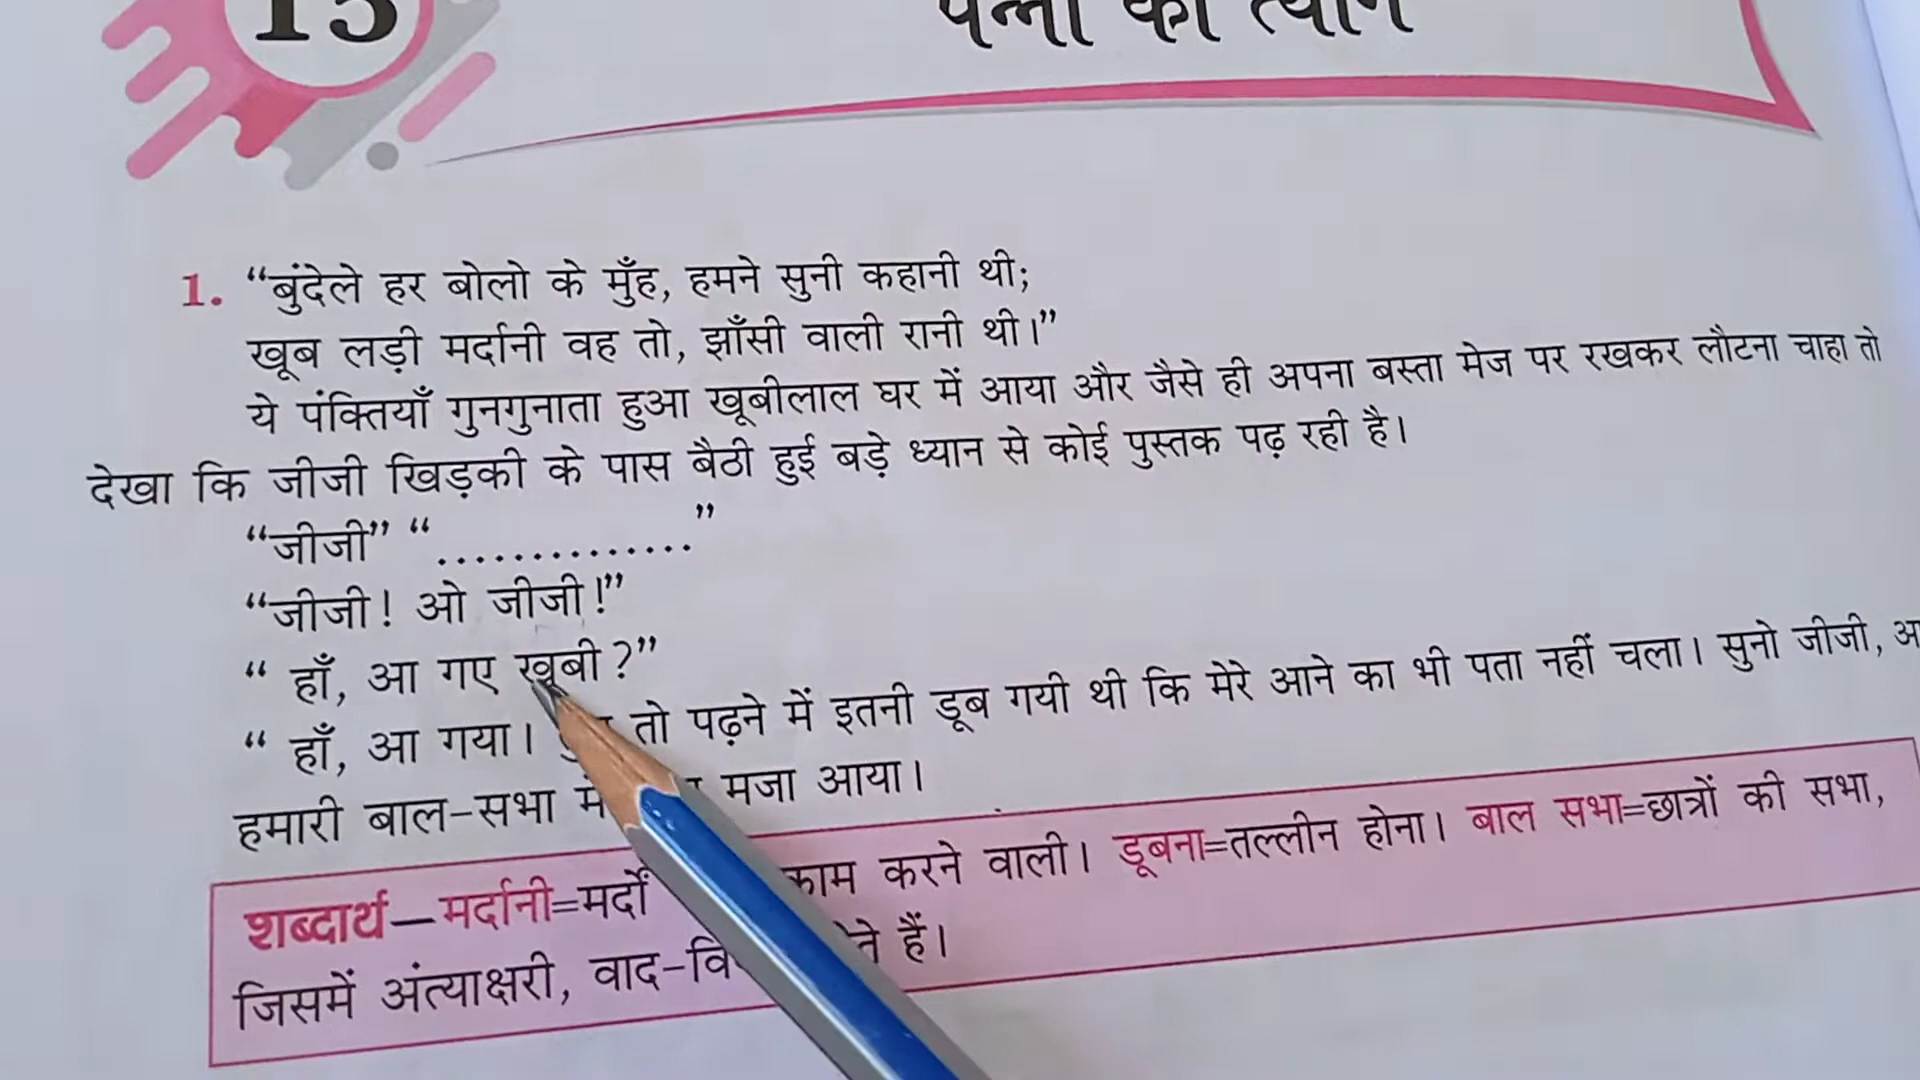 15
पन्ना का त्याग
1. “बुंदेले हर बोलो के मुँह, हमने सुनी कहानी थी;
खूब लड़ी मर्दानी वह तो, झाँसी वाली रानी थी।”
ये पंक्तियाँ गुनगुनाता हुआ खूबीलाल घर में आया और जैसे ही अपना बस्ता मेज पर रखकर लौटना चाहा तो
देखा कि जीजी खिड़की के पास बैठी हुई बड़े ध्यान से कोई पुस्तक पढ़ रही है।
“जीजी” “..............”
“जीजी! ओ जीजी!”
“ हाँ, आ गए खूबी?”
“ हाँ, आ गया। तो पढ़ने में इतनी डूब गयी थी कि मेरे आने का भी पता नहीं चला। सुनो जीजी,
हमारी बाल-सभा मजा आया।
शब्दार्थ—मर्दानी=मर्दों काम करने वाली। डूबना=तल्लीन होना। बाल सभा=छात्रों की सभा,
जिसमें अंत्याक्षरी, हैं।